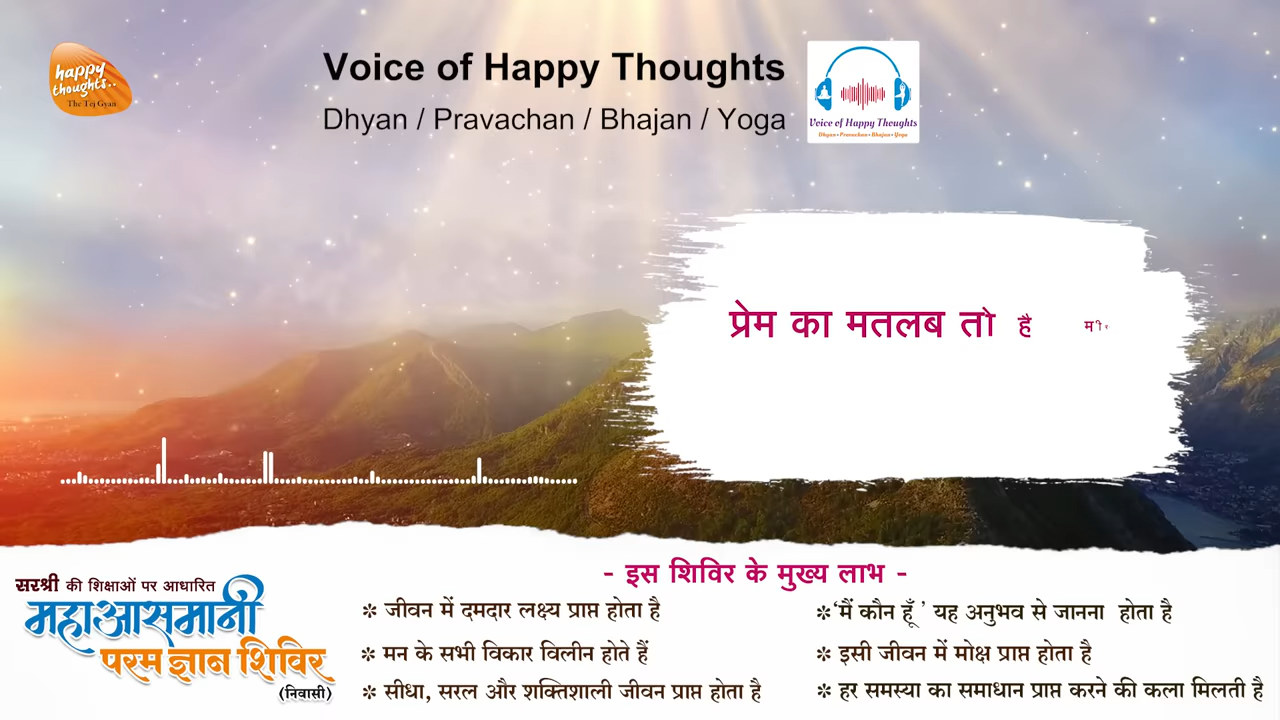 happy
thoughts..
The Tej Gyan
Voice of Happy Thoughts
Dhyan / Pravachan / Bhajan / Yoga
Voice of Happy Thoughts
Dhyan • Pravachan • Bhajan • Yoga
प्रेम का मतलब तो है
सरश्री की शिक्षाओं पर आधारित
महाआसमानी
परम ज्ञान शिविर
(निवासी)
- इस शिविर के मुख्य लाभ -
❇ जीवन में दमदार लक्ष्य प्राप्त होता है
❇ मन के सभी विकार विलीन होते हैं
❇ सीधा, सरल और शक्तिशाली जीवन प्राप्त होता है
❇ ‘मैं कौन हूँ ’ यह अनुभव से जानना होता है
❇ इसी जीवन में मोक्ष प्राप्त होता है
❇ हर समस्या का समाधान प्राप्त करने की कला मिलती है